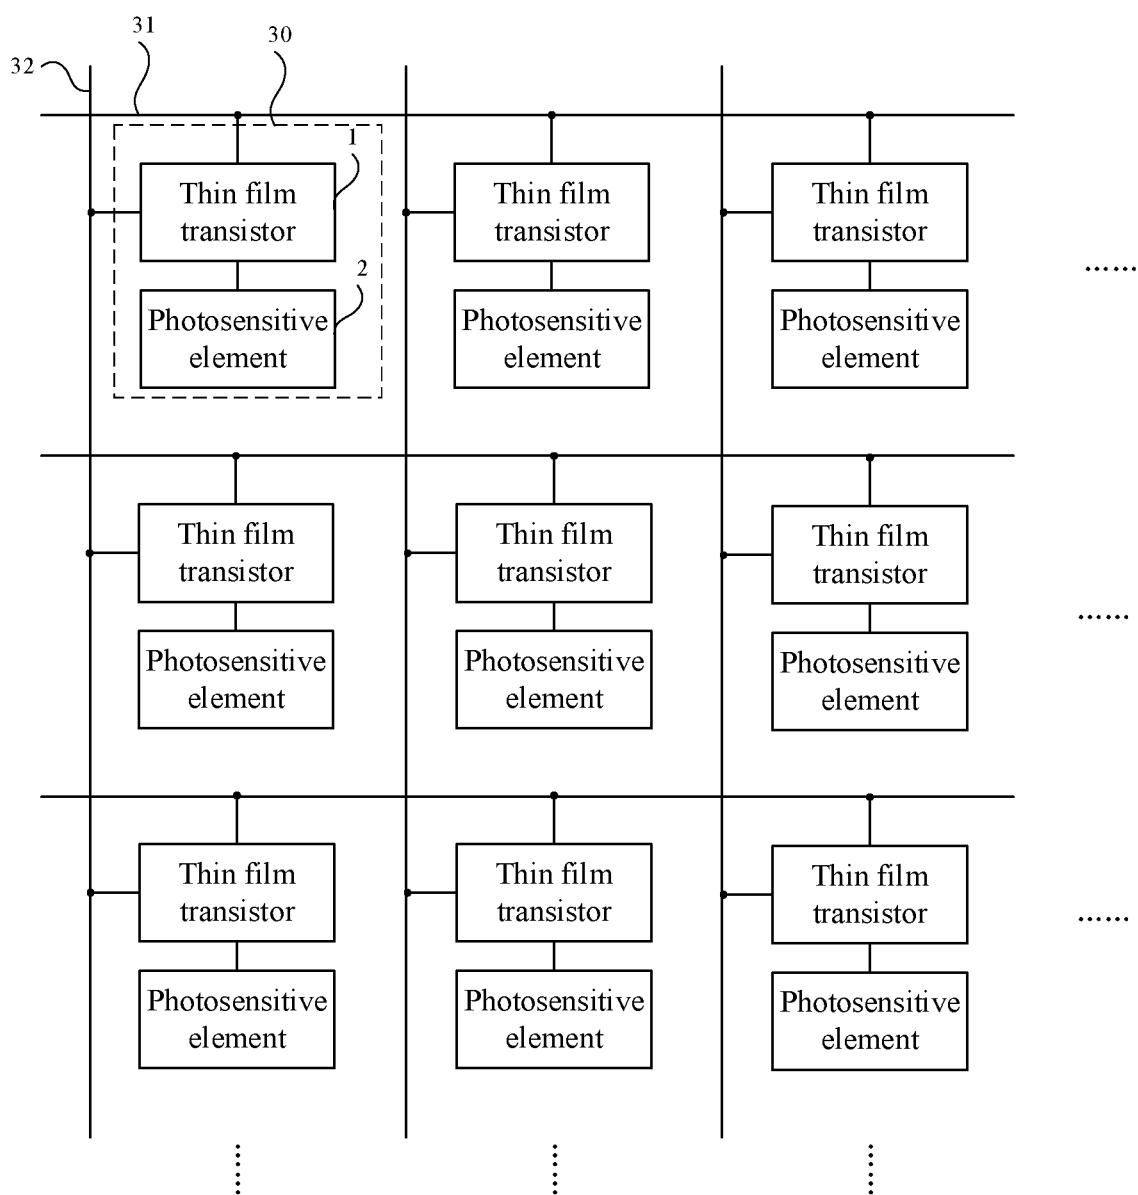 31
30
32
1
Thin film
transistor
Thin film
transistor
Thin film
transistor
......
2
Photosensitive
element
Photosensitive
element
Photosensitive
element
Thin film
transistor
Thin film
transistor
Thin film
transistor
......
Photosensitive
element
Photosensitive
element
Photosensitive
element
Thin film
transistor
Thin film
transistor
Thin film
transistor
......
Photosensitive
element
Photosensitive
element
Photosensitive
element